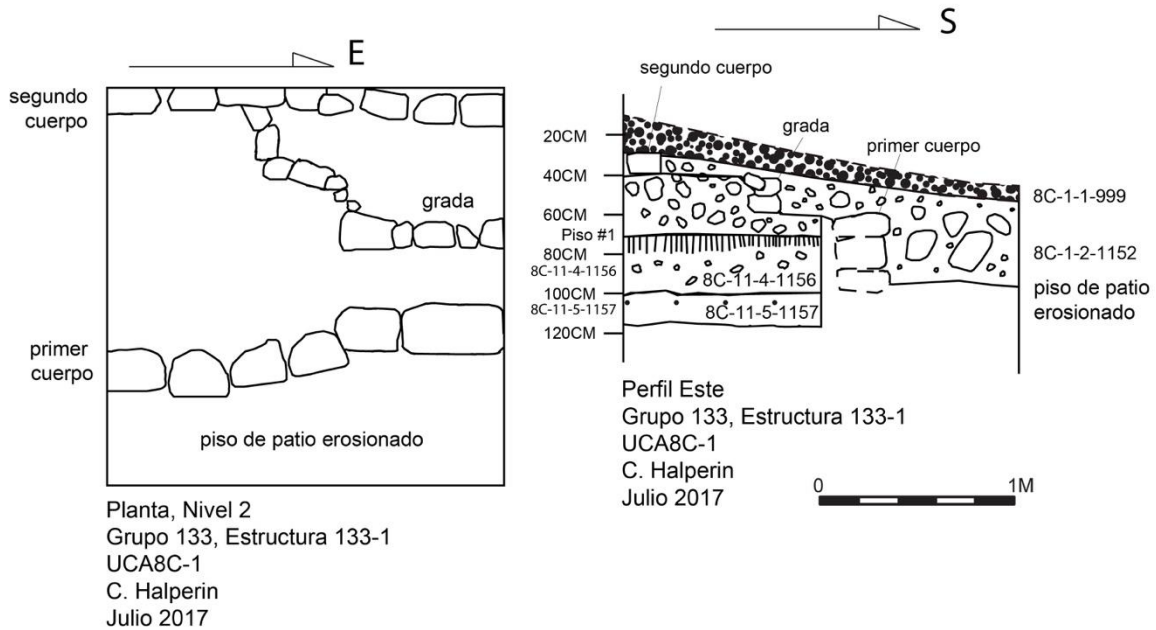 E
segundo
cuerpo
grada
primer
cuerpo
piso de patio erosionado
Planta, Nivel 2
Grupo 133, Estructura 133-1
UCA8C-1
C. Halperin
Julio 2017
S
segundo cuerpo
grada
primer cuerpo
20CM
40CM
60CM
Piso #1
80CM
8C-11-4-1156
100CM
8C-11-5-1157
120CM
8C-11-4-1156
8C-11-5-1157
8C-1-1-999
8C-1-2-1152
piso de patio
erosionado
Perfil Este
Grupo 133, Estructura 133-1
UCA8C-1
C. Halperin
Julio 2017
0 1M